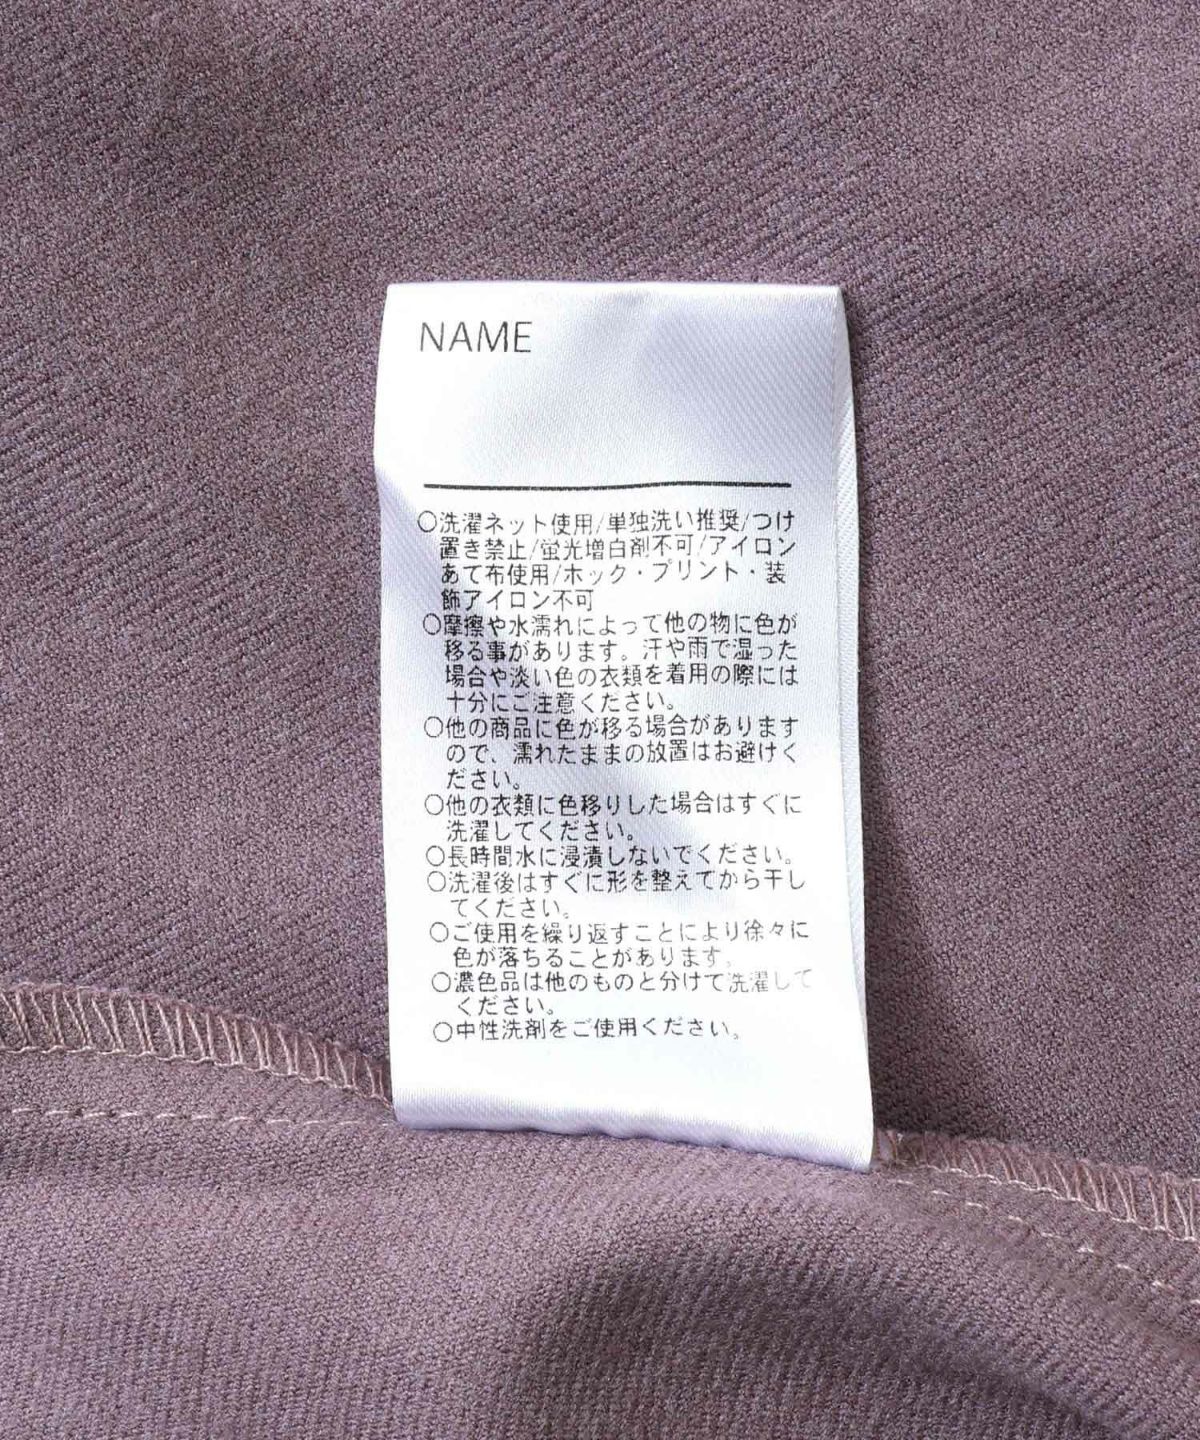 NAME
○洗濯ネット使用/単独洗い推奨/つけ
置き禁止/蛍光増白剤不可/アイロン
あて布使用/ホック・プリント・装
飾アイロン不可
○摩擦や水濡れによって他の物に色が
移る事があります。汗や雨で湿った
場合や淡い色の衣類を着用の際には
十分にご注意ください。
○他の商品に色が移る場合があります
ので、濡れたままの放置はお避けく
ださい。
○他の衣類に色移りした場合はすぐに
洗濯してください。
○長時間水に浸漬しないでください。
○洗濯後はすぐに形を整えてから干し
てください。
○ご使用を繰り返すことにより徐々に
色が落ちることがあります。
○濃色品は他のものと分けて洗濯して
ください。
○中性洗剤をご使用ください。